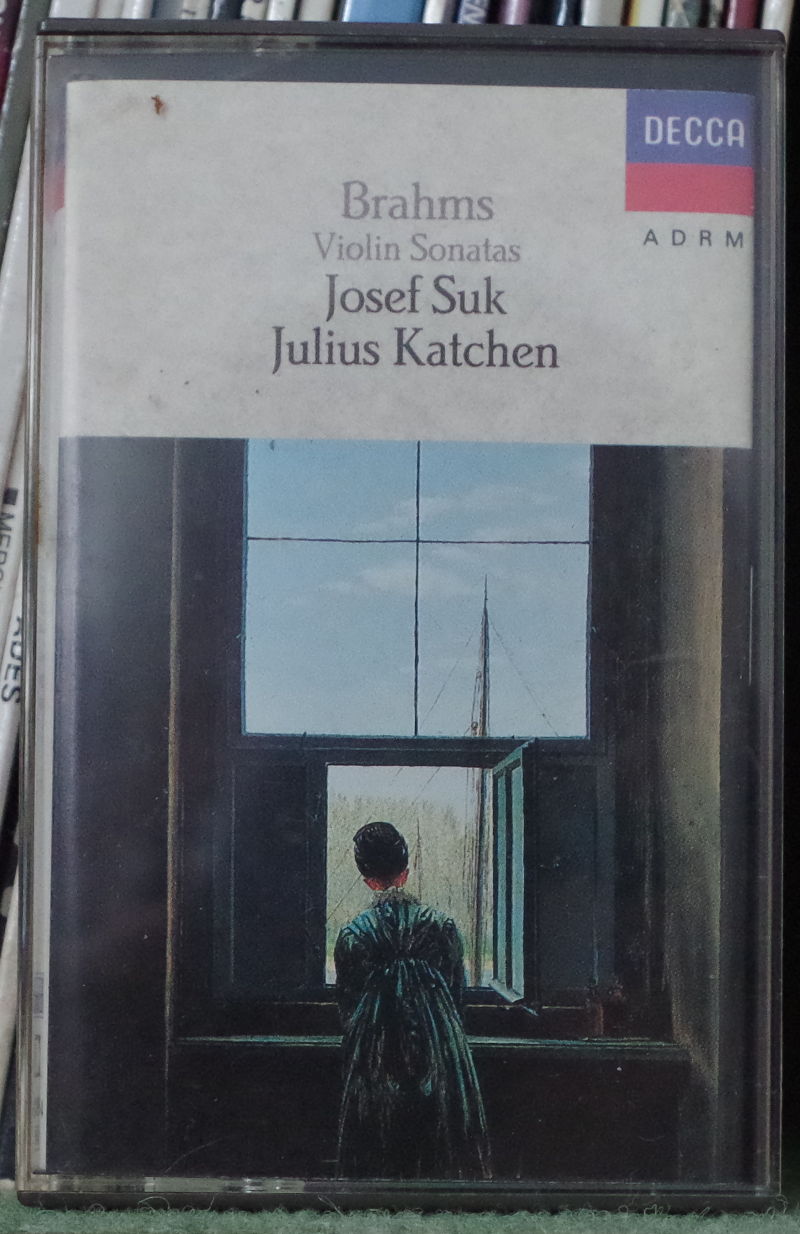 DECCA
ADRM
Brahms
Violin Sonatas
Josef Suk
Julius Katchen